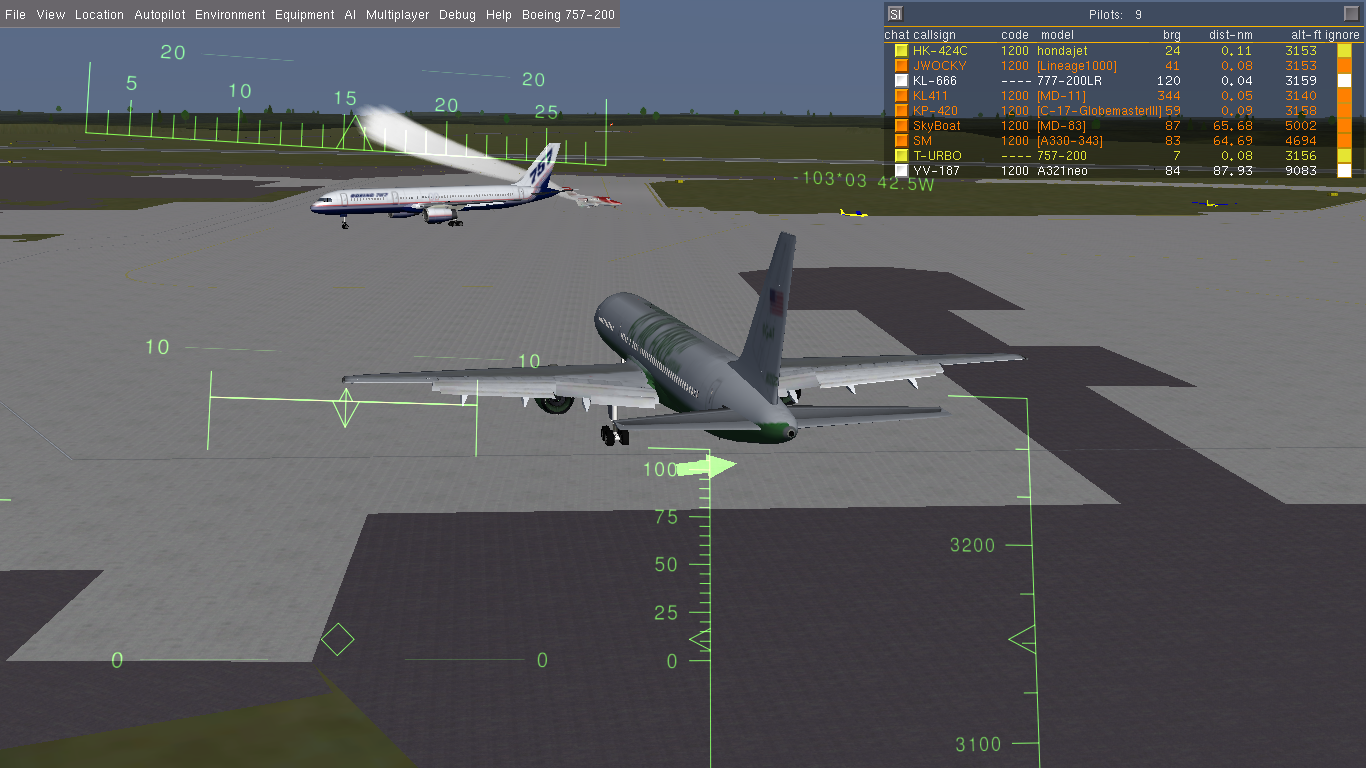 File View Location Autopilot Environment Equipment AI Multiplayer Debug Help Boeing 757-200
SI Pilots: 9
chat callsign code model brg dist-nm alt-ft ignore
HK-424C 1200 hondajet 24 0.11 3153
JWOCKY 1200 [Lineage1000] 41 0.08 3153
KL-666 ---- 777-200LR 120 0.04 3159
KL411 1200 [MD-11] 344 0.05 3140
KP-420 1200 [C-17-GlobemasterIII] 59 0.09 3158
SkyBoat 1200 [MD-83] 87 65.68 5002
SM 1200 [A330-343] 83 64.69 4694
T-URBO ---- 757-200 7 0.08 3156
YV-187 1200 A321neo 84 87.93 9083
20 20
5 10 15 20 25
-103*03 42.5W
757
BOEING 757
10 10
100
75
50
25
0
3200
3100
0 0